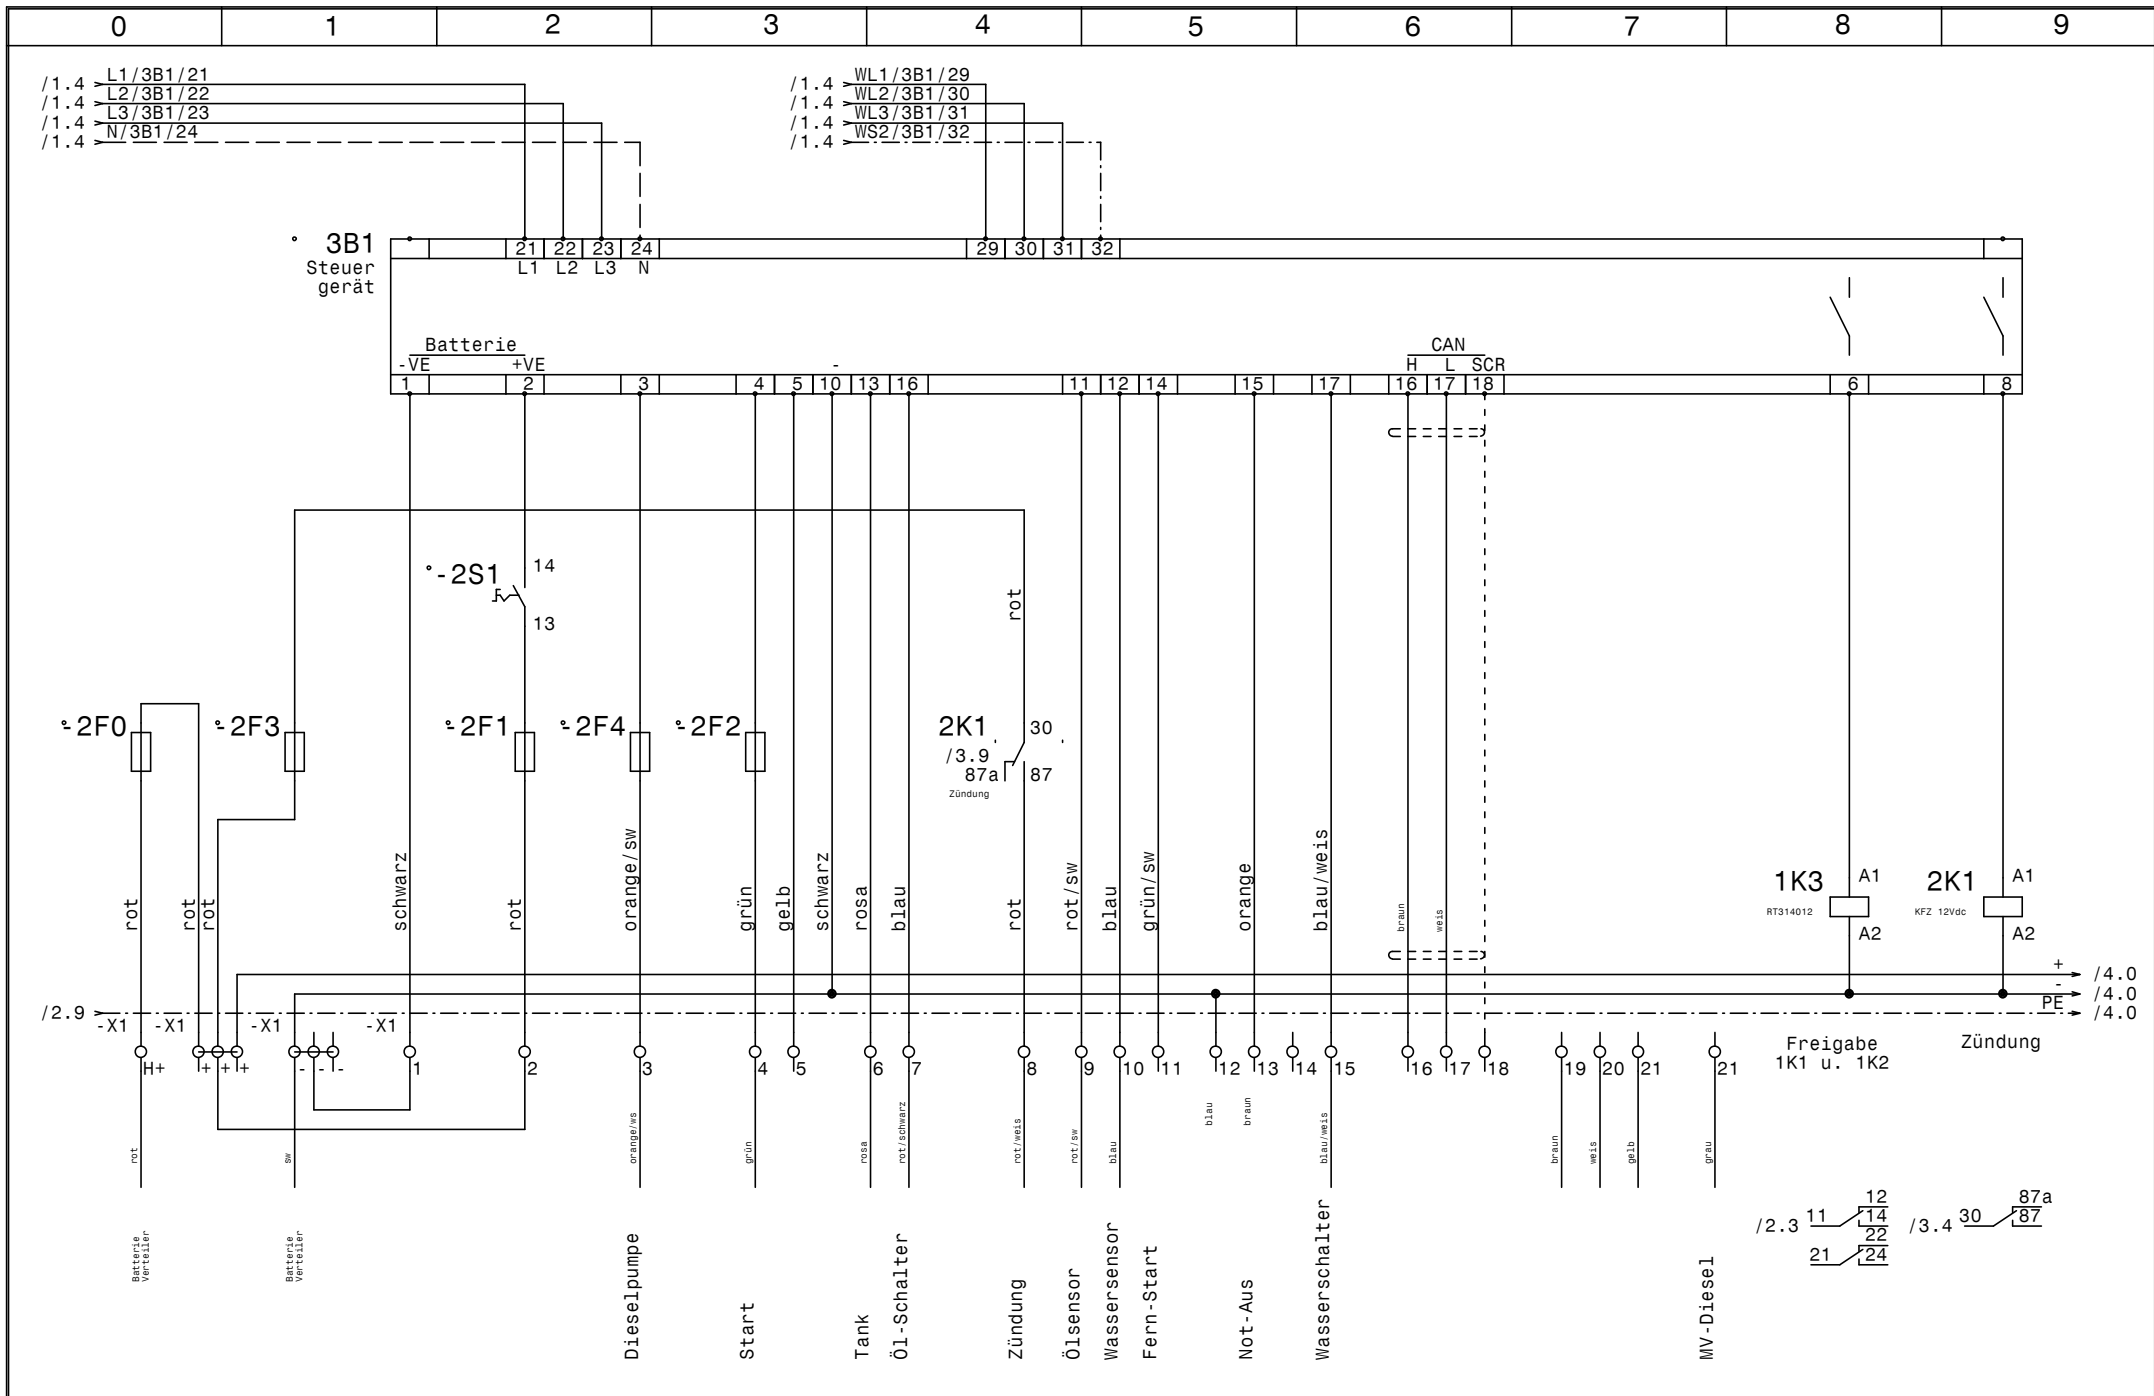 0 1 2 3 4 5 6 7 8 9
/1.4 L1/3B1/21
/1.4 L2/3B1/22
/1.4 L3/3B1/23
/1.4 N/3B1/24
/1.4 WL1/3B1/29
/1.4 WL2/3B1/30
/1.4 WL3/3B1/31
/1.4 WS2/3B1/32
3B1
Steuer
gerät
21 22 23 24 29 30 31 32
L1 L2 L3 N
Batterie
-VE +VE -
CAN
H L SCR
1 2 3 4 5 10 13 16 11 12 14 15 17 16 17 18 6 8
-2S1
14
13
rot
-2F0
-2F3
-2F1
-2F4
-2F2
2K1
/3.9
30
87a
87
Zündung
rot
rot
rot
schwarz
rot
orange/sw
grün
gelb
schwarz
rosa
blau
rot
rot/sw
blau
grün/sw
orange
blau/weis
braun
weis
1K3
RT314012
A1
A2
2K1
KFZ 12Vdc
A1
A2
+ /4.0
- /4.0
PE /4.0
/2.9
-X1 -X1 -X1 -X1
H+ + + + - - - 1 2 3 4 5 6 7 8 9 10 11 12 13 14 15 16 17 18 19 20 21 21
Freigabe
1K1 u. 1K2
Zündung
rot
sw
orange/ws
grün
rosa
rot/schwarz
rot/weis
rot/sw
blau
blau
braun
blau/weis
braun
weis
gelb
grau
Batterie
Verteiler
Batterie
Verteiler
Dieselpumpe
Start
Tank
Öl-Schalter
Zündung
Ölsensor
Wassersensor
Fern-Start
Not-Aus
Wasserschalter
MV-Diesel
/2.3 11 12
14
21 22
24
/3.4 30 87a
87